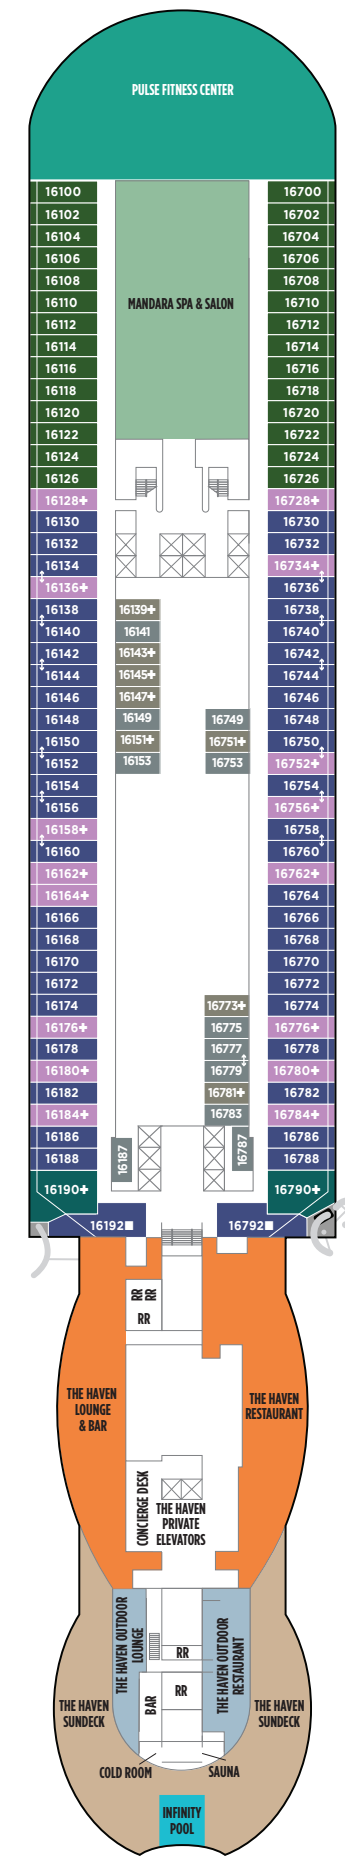 PULSE FITNESS CENTER
16100 16700
16102 16702
16104 16704
16106 16706
MANDARA SPA & SALON
16108 16708
16110 16710
16112 16712
16114 16714
16116 16716
16118 16718
16120 16720
16122 16722
16124 16724
16126 16726
16128+ 16728+
16130 16730
16132 16732
16134 16734+
16136+ 16736
16138 16139+ 16738
16140 16141 16740
16142 16143+ 16742
16144 16145+ 16744
16146 16147+ 16746
16148 16149 16749 16748
16150 16151+ 16751+ 16750
16152 16153 16753 16752+
16154 16754
16156 16756+
16158+ 16758
16160 16760
16162+ 16762+
16164+ 16764
16166 16766
16168 16768
16170 16770
16172 16772
16174 16773+ 16774
16176+ 16775 16776+
16178 16777 16778
16180+ 16779 16780+
16182 16781+ 16782
16184+ 16783 16784+
16186 16786
16187 16787
16188 16788
16190+ 16790+
16192■ 16792■
RR RR
RR
THE HAVEN
LOUNGE
& BAR
THE HAVEN
RESTAURANT
CONCIERGE DESK
THE HAVEN
PRIVATE
ELEVATORS
THE HAVEN OUTDOOR
LOUNGE
THE HAVEN OUTDOOR
RESTAURANT
RR
RR
BAR
THE HAVEN
SUNDECK
THE HAVEN
SUNDECK
COLD ROOM
SAUNA
INFINITY
POOL